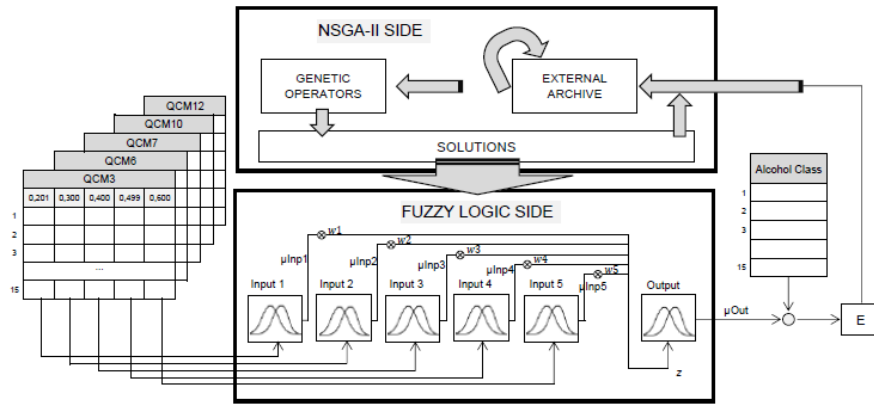 NSGA-II SIDE
GENETIC OPERATORS
EXTERNAL ARCHIVE
SOLUTIONS
QCM12
QCM10
QCM7
QCM6
QCM3
0,201 0,300 0,400 0,499 0,600
1
2
3
...
15
FUZZY LOGIC SIDE
w1
w2
w3
w4
w5
μInp1
μInp2
μInp3
μInp4
μInp5
Input 1
Input 2
Input 3
Input 4
Input 5
Output
z
μOut
Alcohol Class
1
2
3
15
E